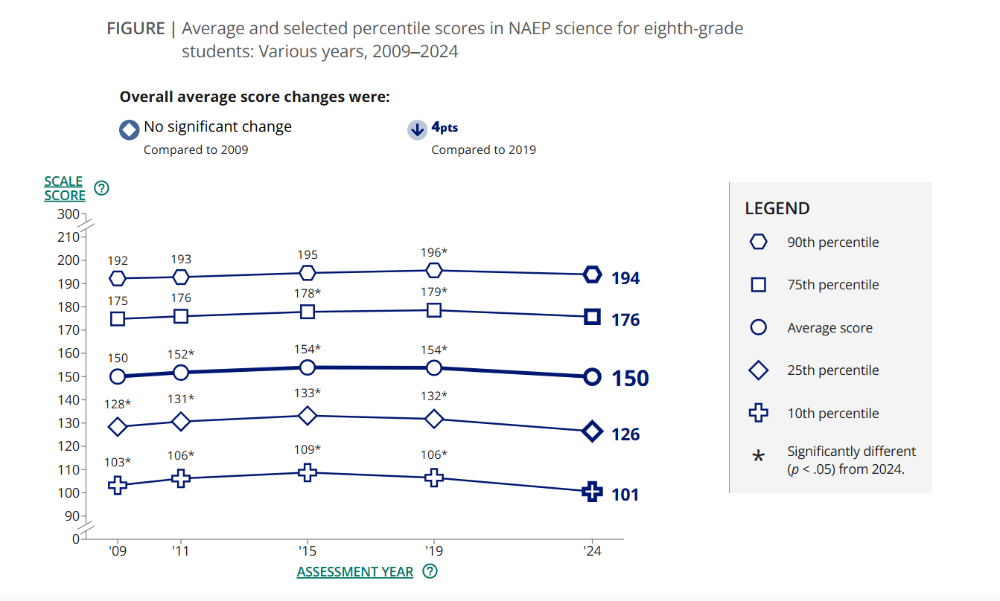 FIGURE | Average and selected percentile scores in NAEP science for eighth-grade
students: Various years, 2009–2024
Overall average score changes were:
No significant change
Compared to 2009
4pts
Compared to 2019
SCALE
SCORE ?
300
210
200
190
180
170
160
150
140
130
120
110
100
90
0
192 193 195 196* 194
175 176 178* 179* 176
150 152* 154* 154* 150
128* 131* 133* 132* 126
103* 106* 109* 106* 101
'09 '11 '15 '19 '24
ASSESSMENT YEAR ?
LEGEND
90th percentile
75th percentile
Average score
25th percentile
10th percentile
* Significantly different
(p < .05) from 2024.